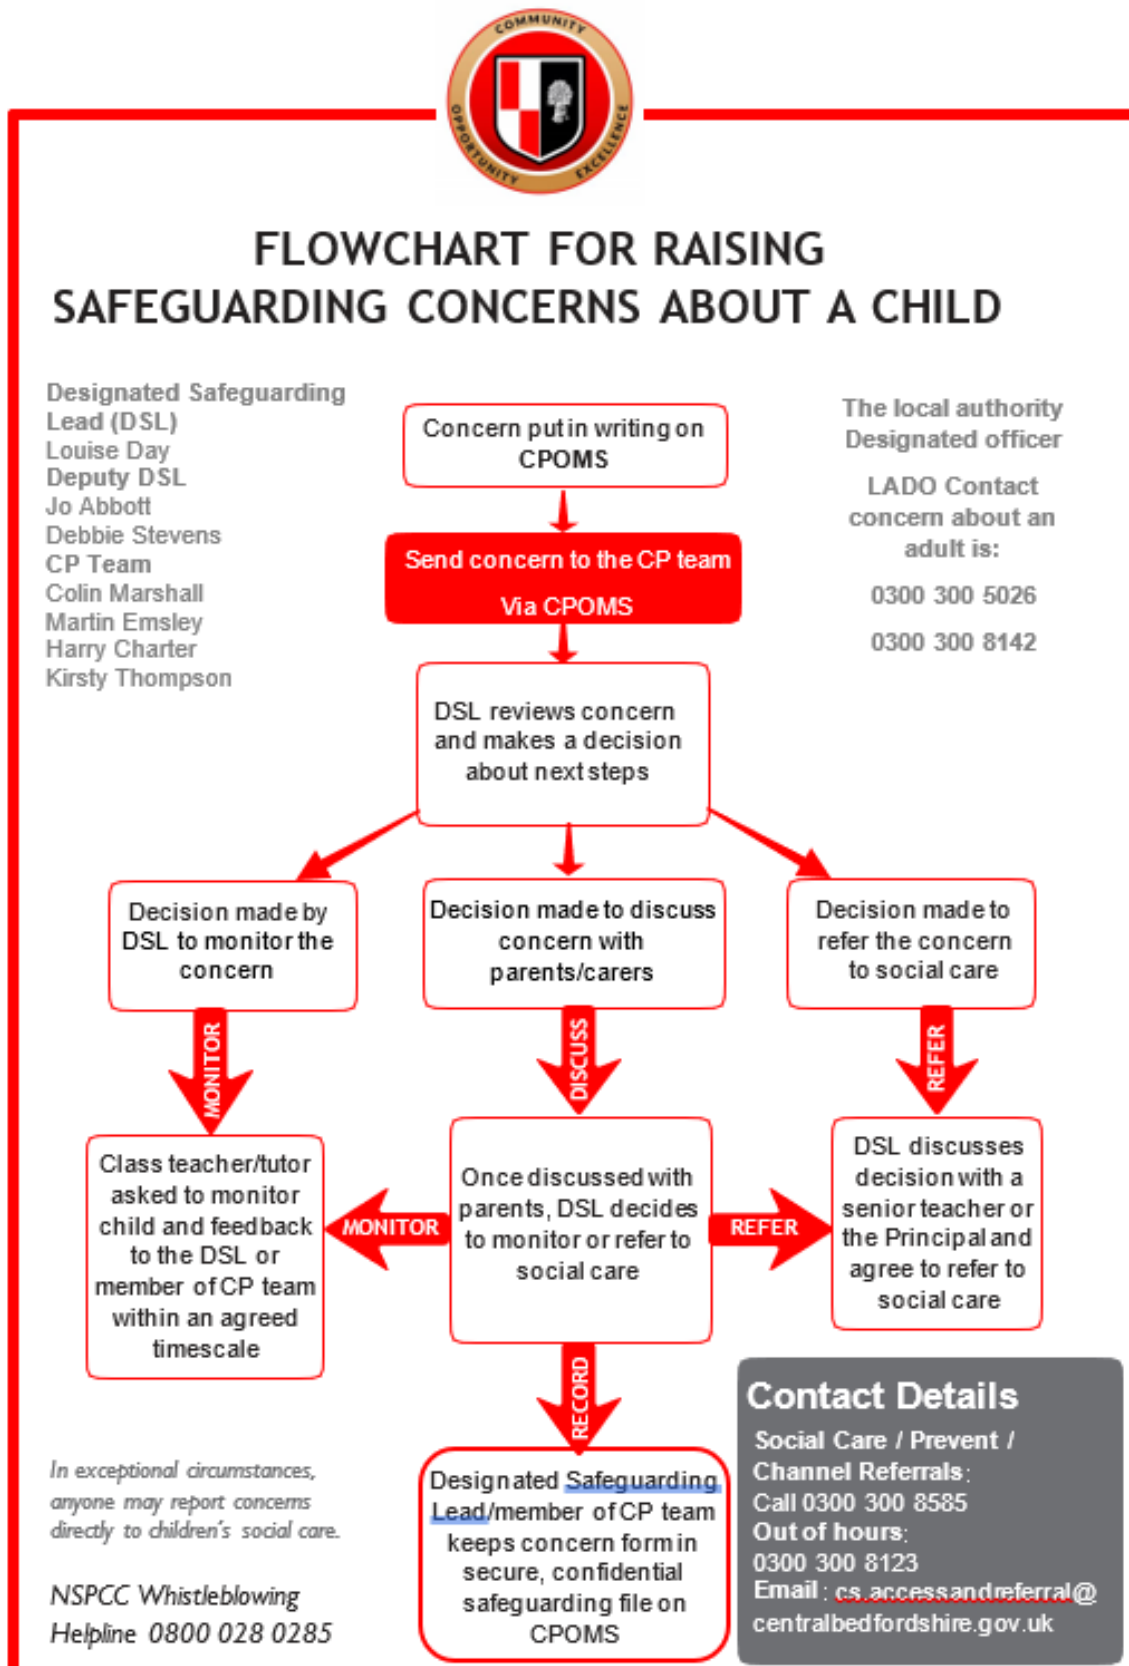 COMMUNITY
OPPORTUNITY
EXCELLENCE
FLOWCHART FOR RAISING
SAFEGUARDING CONCERNS ABOUT A CHILD
Designated Safeguarding
Lead (DSL)
Louise Day
Deputy DSL
Jo Abbott
Debbie Stevens
CP Team
Colin Marshall
Martin Emsley
Harry Charter
Kirsty Thompson
Concern put in writing on
CPOMS
The local authority
Designated officer
LADO Contact
concern about an
adult is:
0300 300 5026
0300 300 8142
Send concern to the CP team
Via CPOMS
DSL reviews concern
and makes a decision
about next steps
Decision made by
DSL to monitor the
concern
Decision made to discuss
concern with
parents/carers
Decision made to
refer the concern
to social care
MONITOR
DISCUSS
REFER
Class teacher/tutor
asked to monitor
child and feedback
to the DSL or
member of CP team
within an agreed
timescale
MONITOR
Once discussed with
parents, DSL decides
to monitor or refer to
social care
REFER
DSL discusses
decision with a
senior teacher or
the Principal and
agree to refer to
social care
RECORD
Designated Safeguarding
Lead/member of CP team
keeps concern form in
secure, confidential
safeguarding file on
CPOMS
In exceptional circumstances,
anyone may report concerns
directly to children's social care.
NSPCC Whistleblowing
Helpline 0800 028 0285
Contact Details
Social Care / Prevent /
Channel Referrals:
Call 0300 300 8585
Out of hours:
0300 300 8123
Email : cs.accessandreferral@
centralbedfordshire.gov.uk